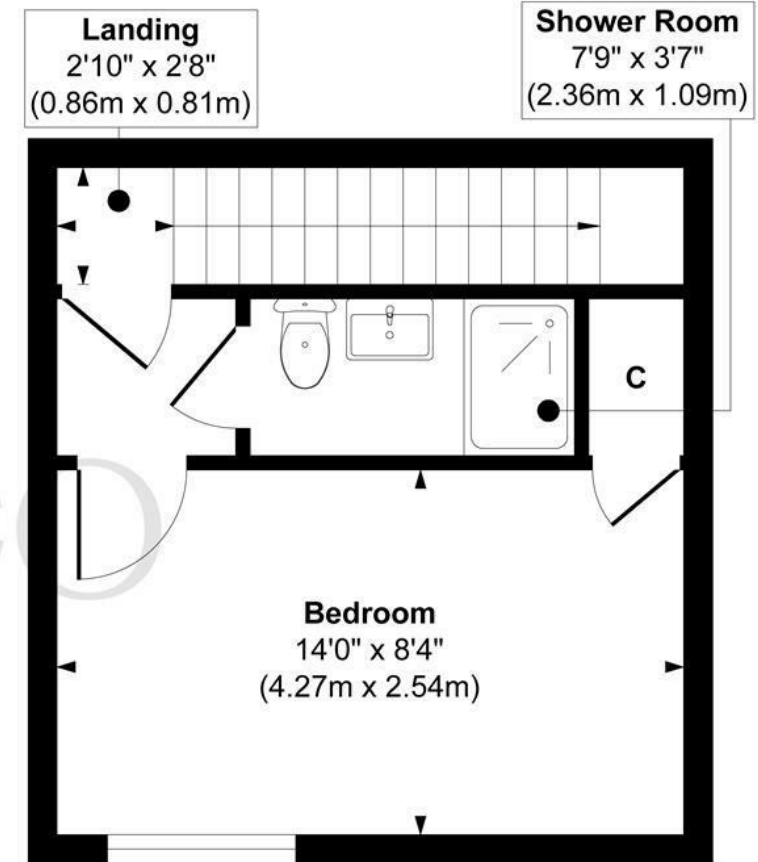 Landing
2'10" x 2'8"
(0.86m x 0.81m)
Shower Room
7'9" x 3'7"
(2.36m x 1.09m)
C
Bedroom
14'0" x 8'4"
(4.27m x 2.54m)